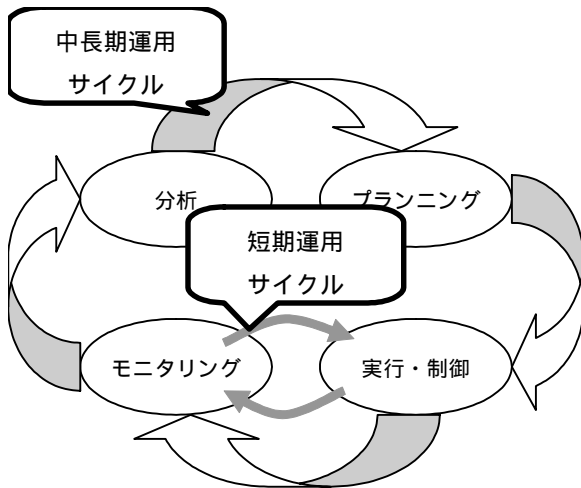 中長期運用
サイクル
分析
プランニング
短期運用
サイクル
モニタリング
実行・制御